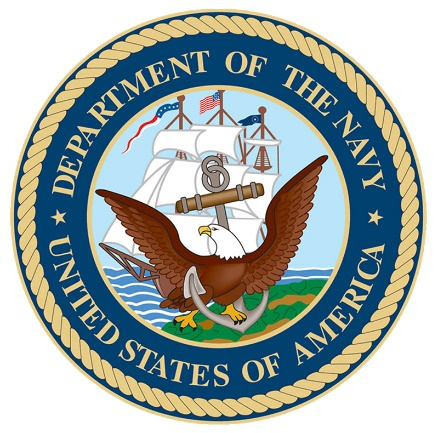 DEPARTMENT OF THE NAVY
UNITED STATES OF AMERICA